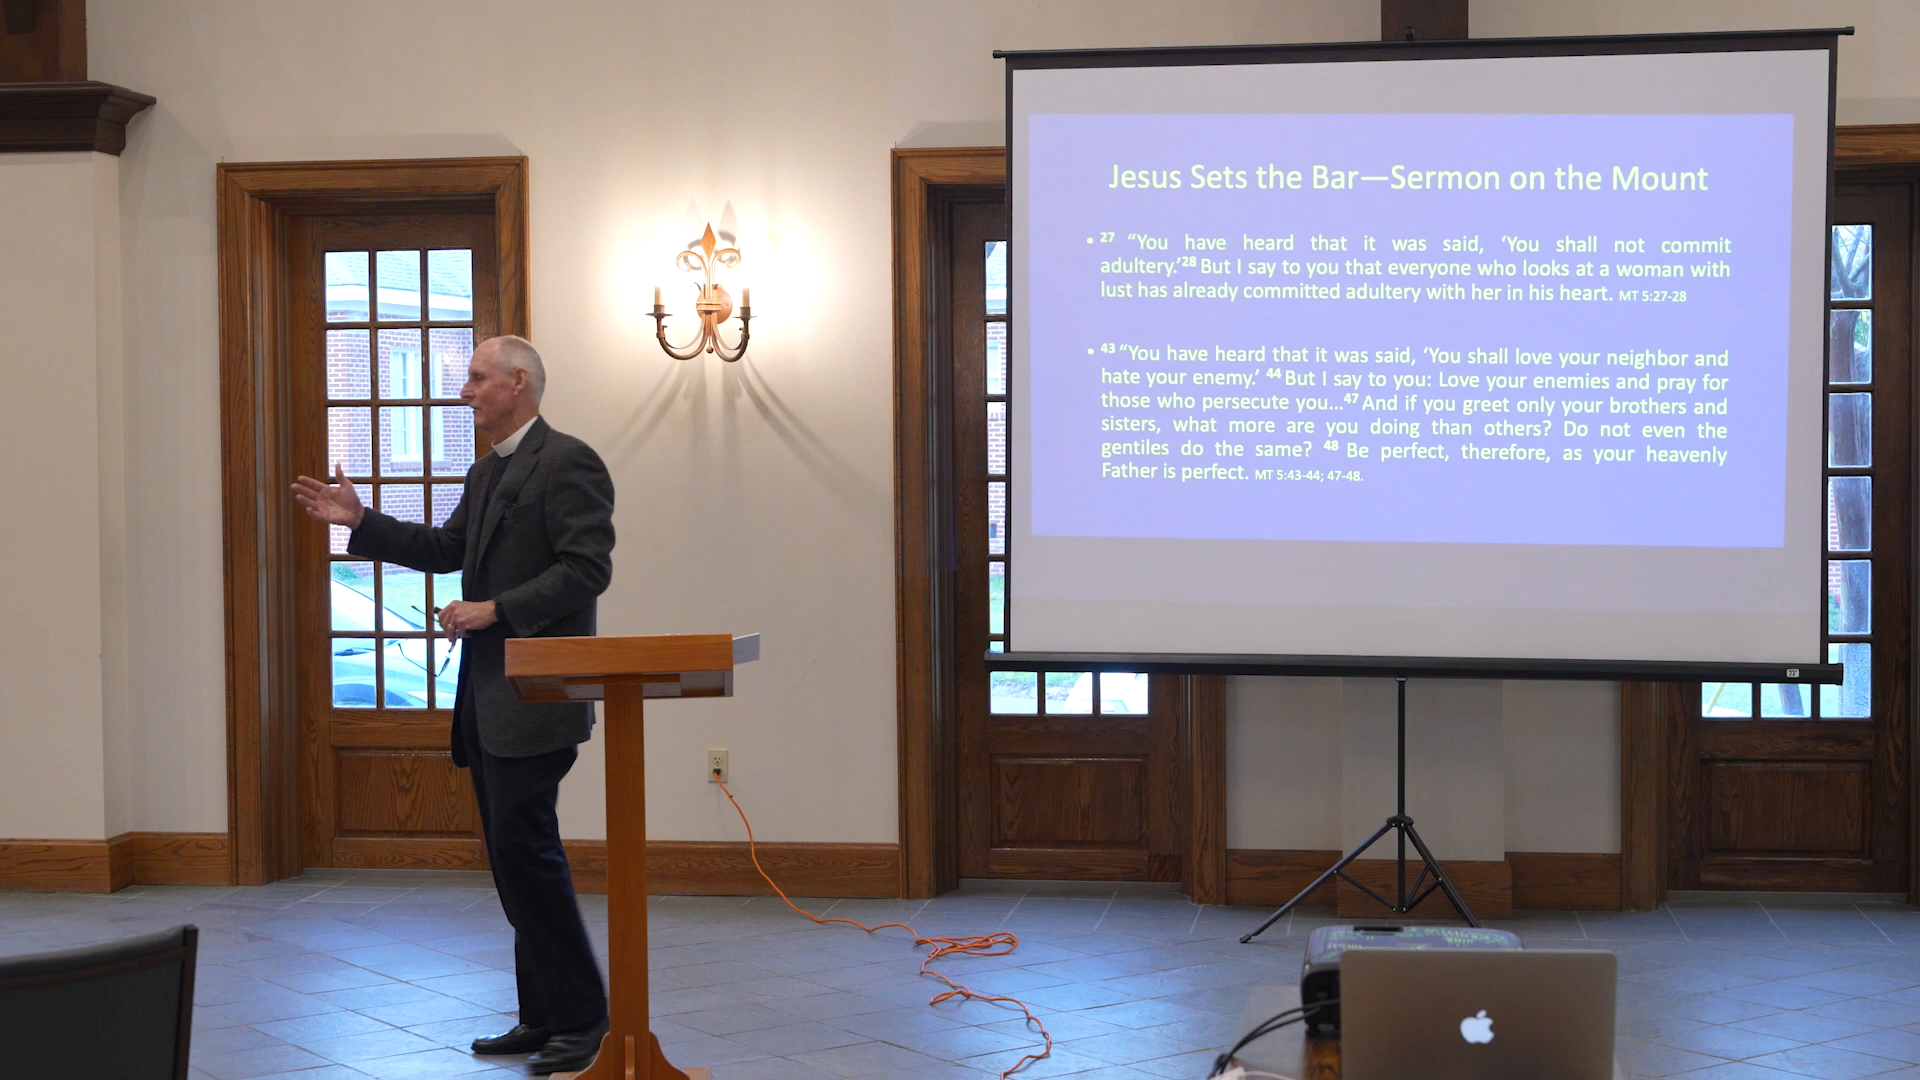 Jesus Sets the Bar—Sermon on the Mount
• 27 “You have heard that it was said, ‘You shall not commit
adultery.’ 28 But I say to you that everyone who looks at a woman with
lust has already committed adultery with her in his heart. MT 5:27-28
• 43 “You have heard that it was said, ‘You shall love your neighbor and
hate your enemy.’ 44 But I say to you: Love your enemies and pray for
those who persecute you...47 And if you greet only your brothers and
sisters, what more are you doing than others? Do not even the
gentiles do the same? 48 Be perfect, therefore, as your heavenly
Father is perfect. MT 5:43-44; 47-48.